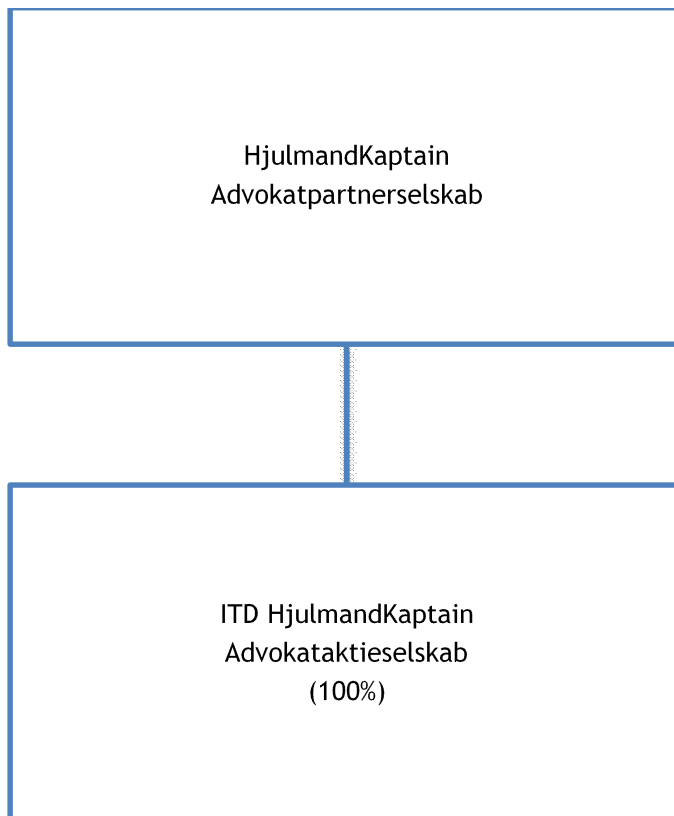 HjulmandKaptain
Advokatpartnerselskab
ITD HjulmandKaptain
Advokataktieselskab
(100%)